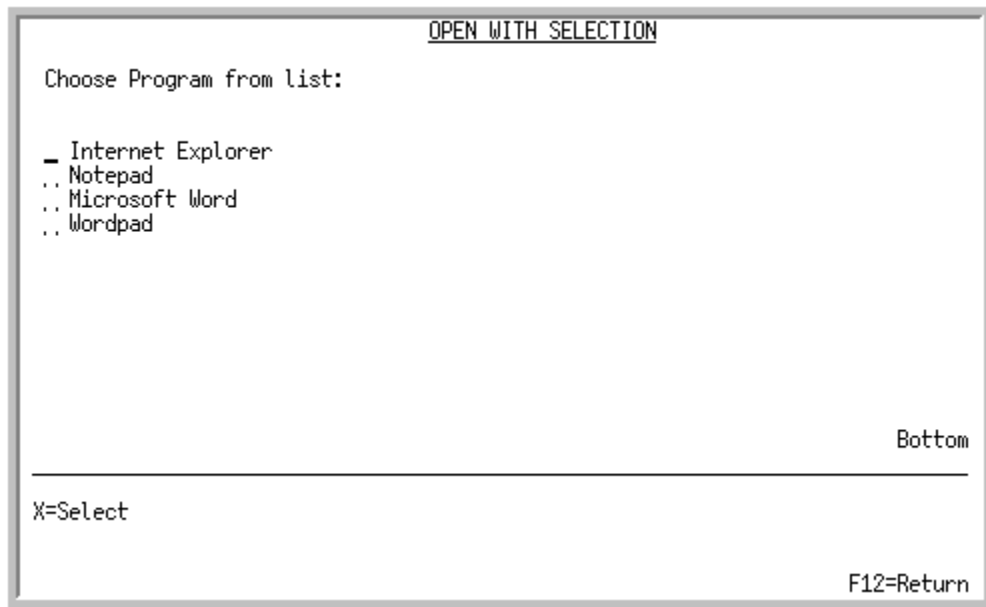 OPEN WITH SELECTION
Choose Program from list:
_ Internet Explorer
.. Notepad
.. Microsoft Word
.. Wordpad
Bottom
X=Select
F12=Return